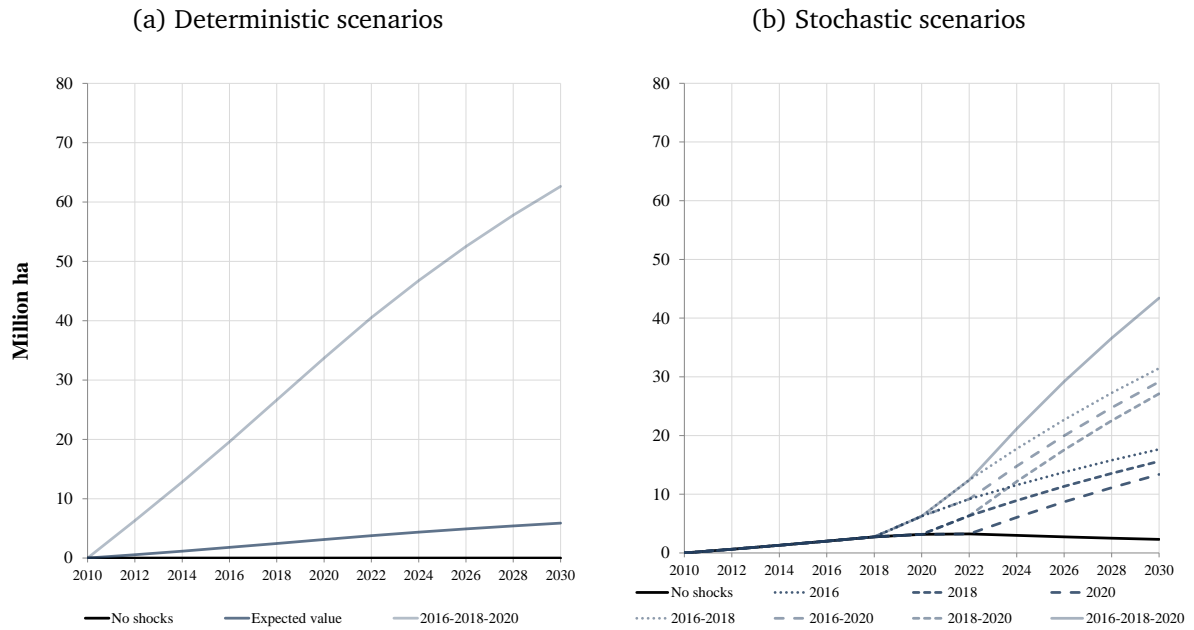 (a) Deterministic scenarios
(b) Stochastic scenarios
Million ha
80
70
60
50
40
30
20
10
0
2010 2012 2014 2016 2018 2020 2022 2024 2026 2028 2030
No shocks Expected value 2016-2018-2020
80
70
60
50
40
30
20
10
0
2010 2012 2014 2016 2018 2020 2022 2024 2026 2028 2030
No shocks 2016 2018 2020
2016-2018 2016-2020 2018-2020 2016-2018-2020